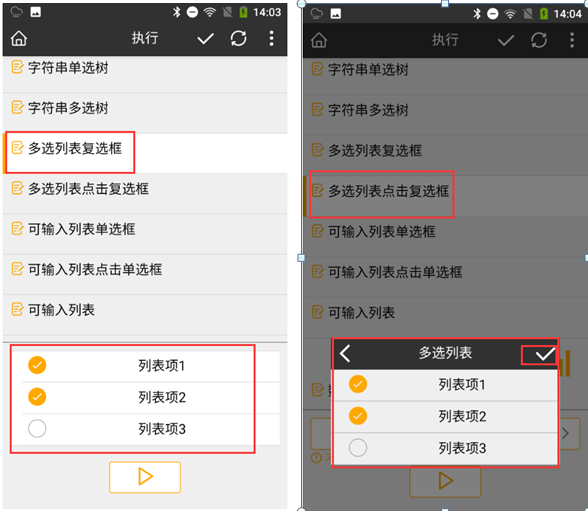 14:03
执行
字符串单选树
字符串多选树
多选列表复选框
多选列表点击复选框
可输入列表单选框
可输入列表点击单选框
可输入列表
列表项1
列表项2
列表项3
14:04
执行
字符串单选树
字符串多选树
多选列表复选框
多选列表点击复选框
可输入列表单选框
可输入列表点击单选框
可输入列表
多选列表
列表项1
列表项2
列表项3